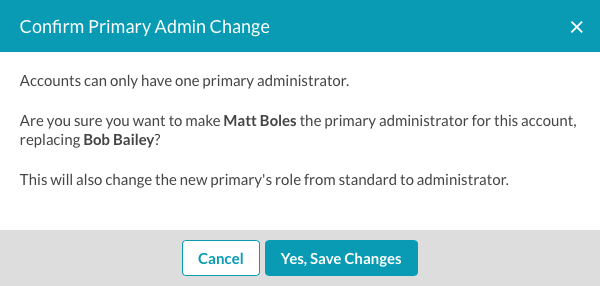 Confirm Primary Admin Change
Accounts can only have one primary administrator.
Are you sure you want to make Matt Boles the primary administrator for this account,
replacing Bob Bailey?
This will also change the new primary's role from standard to administrator.
Cancel
Yes, Save Changes